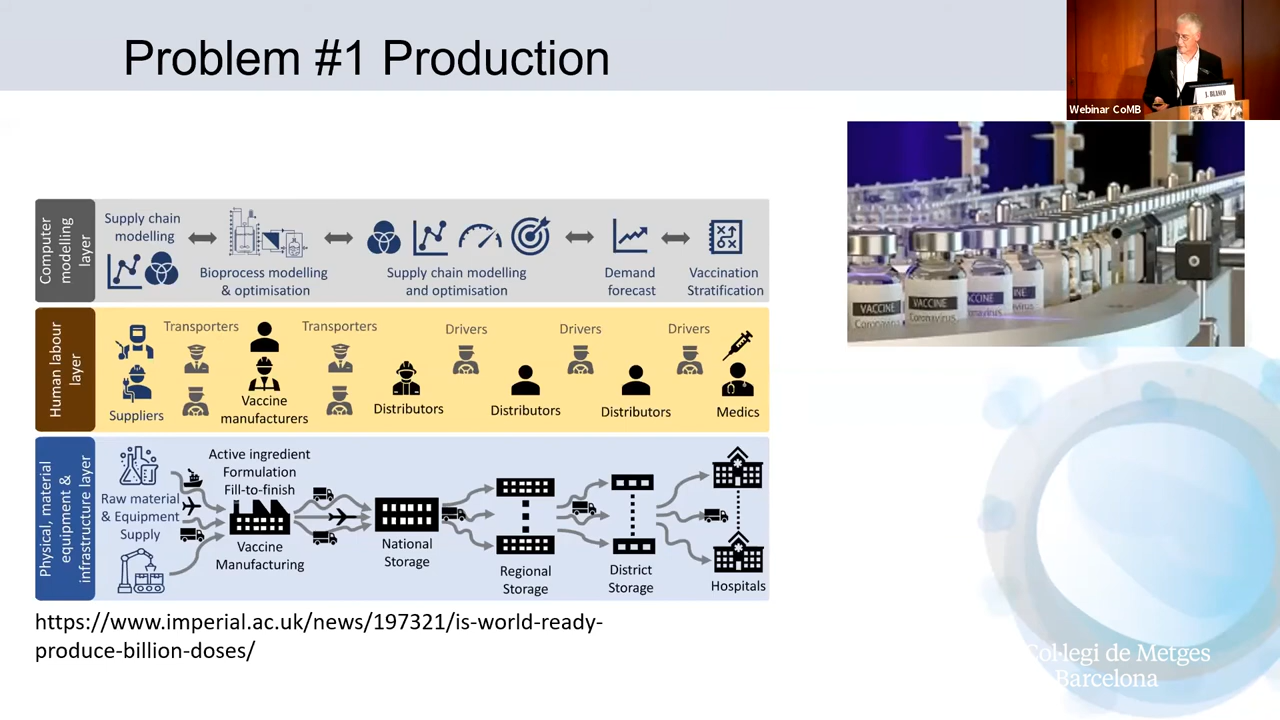 Problem #1 Production
J. BLASCO
Webinar CoMB
Computer
modelling
layer
Supply chain
modelling
Bioprocess modelling
& optimisation
Supply chain modelling
and optimisation
Demand
forecast
Vaccination
Stratification
Human labour
layer
Suppliers
Transporters
Vaccine
manufacturers
Transporters
Distributors
Drivers
Distributors
Drivers
Distributors
Drivers
Medics
Physical, material
equipment &
infrastructure layer
Raw material
& Equipment
Supply
Active ingredient
Formulation
Fill-to-finish
Vaccine
Manufacturing
National
Storage
Regional
Storage
District
Storage
Hospitals
https://www.imperial.ac.uk/news/197321/is-world-ready-
produce-billion-doses/
VACCINE
Coronavirus
VACCINE
Coronavirus
VACCINE
Col·legi de Metges
Barcelona